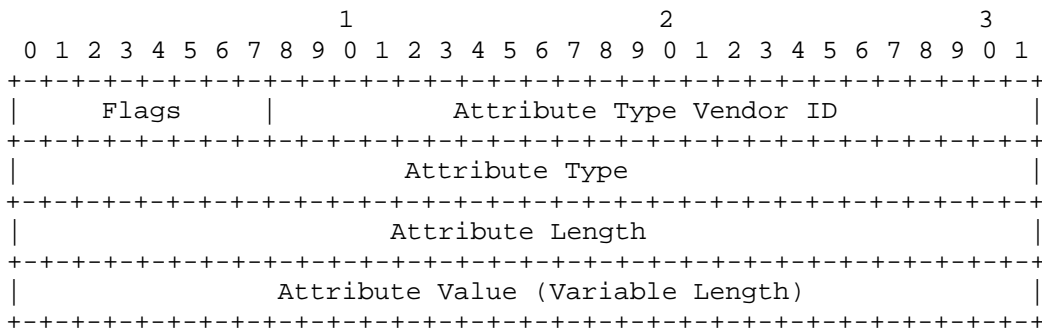 1                   2                   3
 0 1 2 3 4 5 6 7 8 9 0 1 2 3 4 5 6 7 8 9 0 1 2 3 4 5 6 7 8 9 0 1
+-+-+-+-+-+-+-+-+-+-+-+-+-+-+-+-+-+-+-+-+-+-+-+-+-+-+-+-+-+-+-+-+
|     Flags     |           Attribute Type Vendor ID            |
+-+-+-+-+-+-+-+-+-+-+-+-+-+-+-+-+-+-+-+-+-+-+-+-+-+-+-+-+-+-+-+-+
|                        Attribute Type                         |
+-+-+-+-+-+-+-+-+-+-+-+-+-+-+-+-+-+-+-+-+-+-+-+-+-+-+-+-+-+-+-+-+
|                       Attribute Length                        |
+-+-+-+-+-+-+-+-+-+-+-+-+-+-+-+-+-+-+-+-+-+-+-+-+-+-+-+-+-+-+-+-+
|                Attribute Value (Variable Length)              |
+-+-+-+-+-+-+-+-+-+-+-+-+-+-+-+-+-+-+-+-+-+-+-+-+-+-+-+-+-+-+-+-+